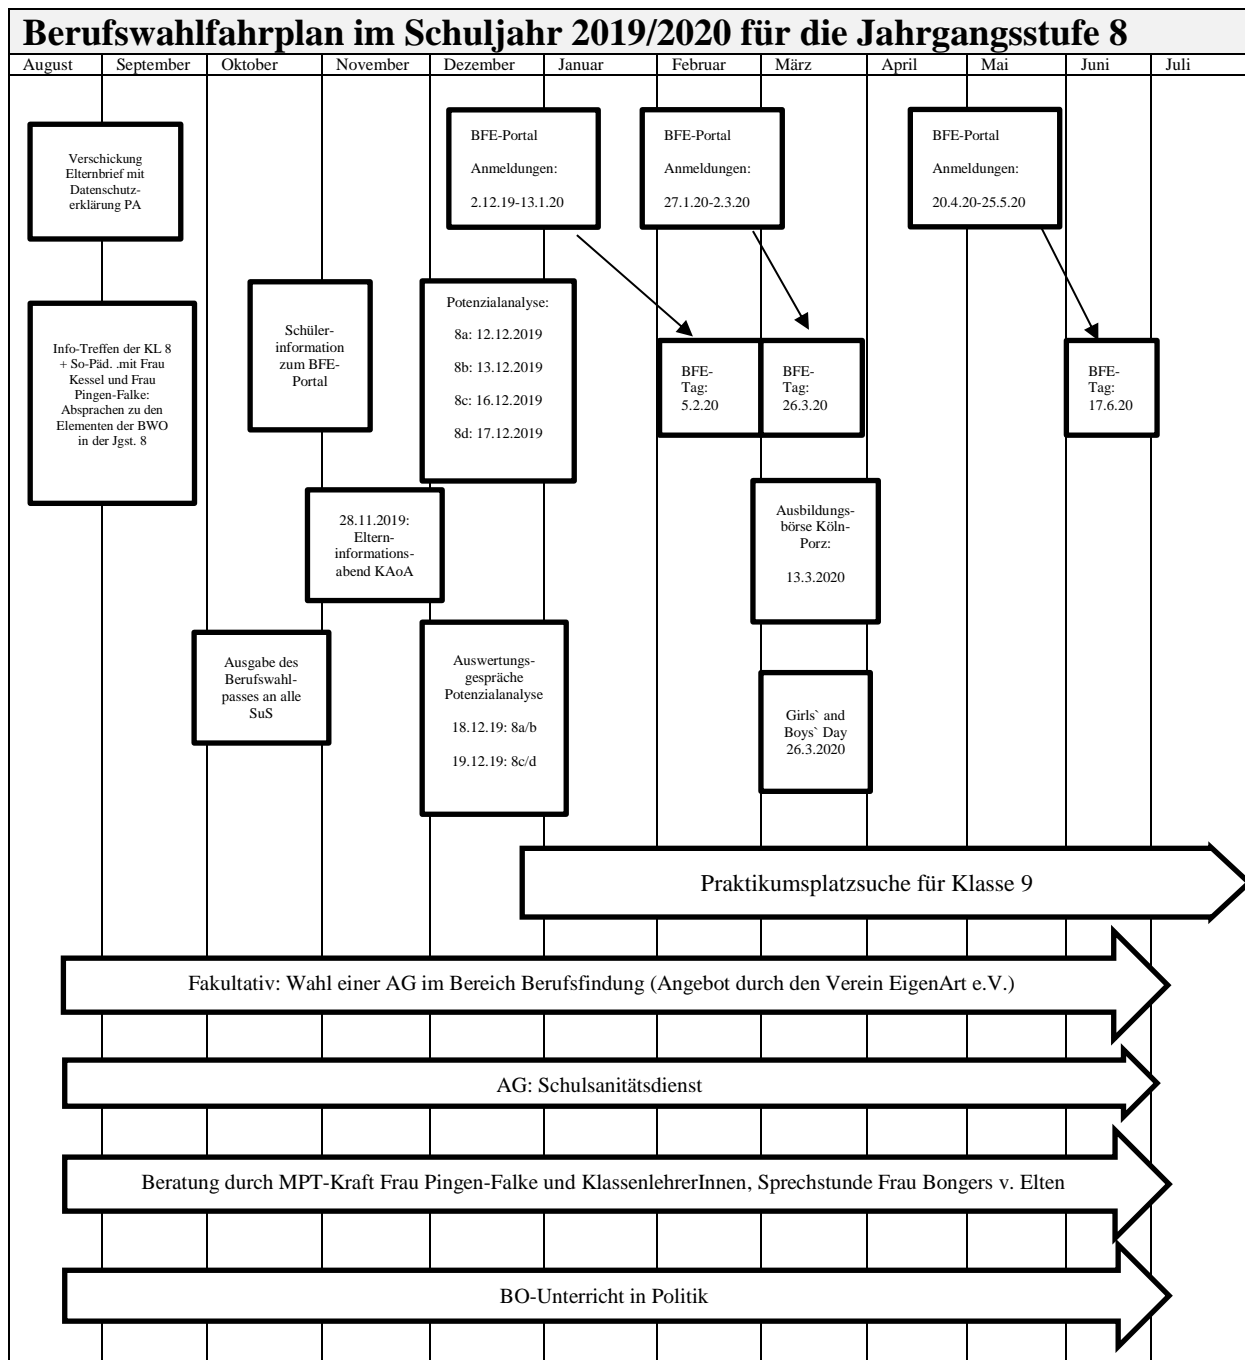 Berufswahlfahrplan im Schuljahr 2019/2020 für die Jahrgangsstufe 8
August September Oktober November Dezember Januar Februar März April Mai Juni Juli
Verschickung
Elternbrief mit
Datenschutz-
erklärung PA
BFE-Portal
Anmeldungen:
2.12.19-13.1.20
BFE-Portal
Anmeldungen:
27.1.20-2.3.20
BFE-Portal
Anmeldungen:
20.4.20-25.5.20
Info-Treffen der KL 8
+ So-Päd. .mit Frau
Kessel und Frau
Pingen-Falke:
Absprachen zu den
Elementen der BWO
in der Jgst. 8
Schüler-
information
zum BFE-
Portal
Potenzialanalyse:
8a: 12.12.2019
8b: 13.12.2019
8c: 16.12.2019
8d: 17.12.2019
BFE-
Tag:
5.2.20
BFE-
Tag:
26.3.20
BFE-
Tag:
17.6.20
28.11.2019:
Eltern-
informations-
abend KAoA
Ausbildungs-
börse Köln-
Porz:
13.3.2020
Ausgabe des
Berufswahl-
passes an alle
SuS
Auswertungs-
gespräche
Potenzialanalyse
18.12.19: 8a/b
19.12.19: 8c/d
Girls` and
Boys` Day
26.3.2020
Praktikumsplatzsuche für Klasse 9
Fakultativ: Wahl einer AG im Bereich Berufsfindung (Angebot durch den Verein EigenArt e.V.)
AG: Schulsanitätsdienst
Beratung durch MPT-Kraft Frau Pingen-Falke und KlassenlehrerInnen, Sprechstunde Frau Bongers v. Elten
BO-Unterricht in Politik